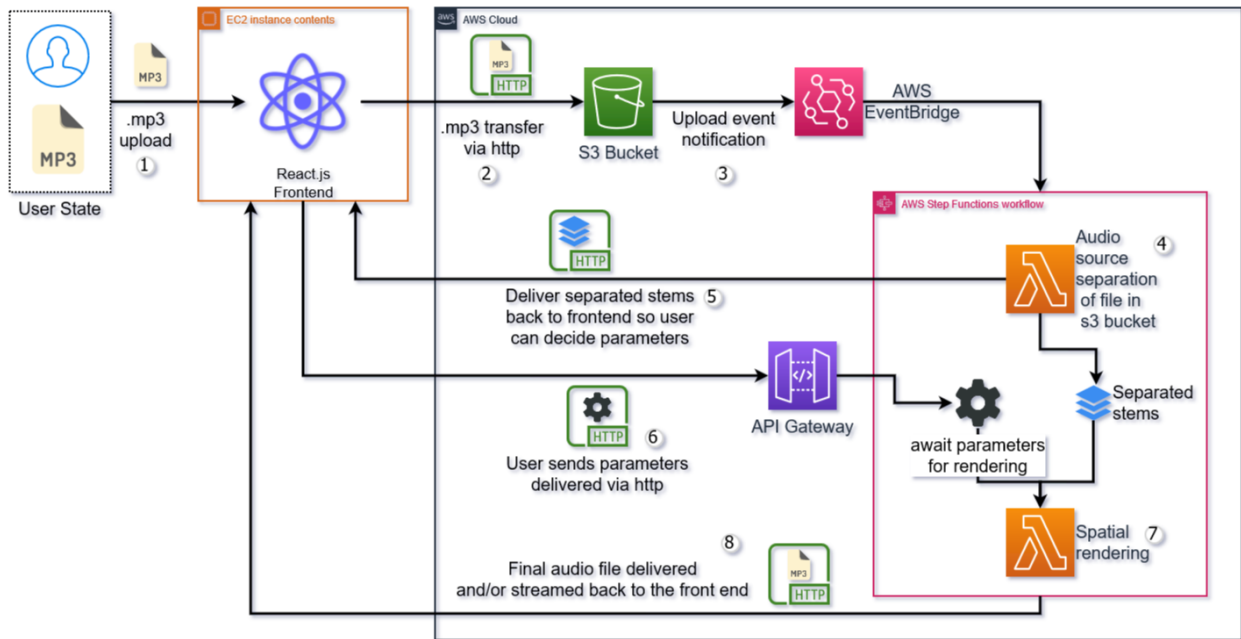 EC2 instance contents
aws
AWS Cloud
MP3
MP3
.mp3
upload
1
User State
React.js
Frontend
MP3
HTTP
.mp3 transfer
via http
2
S3 Bucket
Upload event
notification
3
AWS
EventBridge
AWS Step Functions workflow
Audio
source
separation
of file in
s3 bucket
4
HTTP
Deliver separated stems
back to frontend so user
can decide parameters
5
</>
API Gateway
HTTP
6
User sends parameters
delivered via http
await parameters
for rendering
Separated
stems
Spatial
rendering
7
8
MP3
HTTP
Final audio file delivered
and/or streamed back to the front end